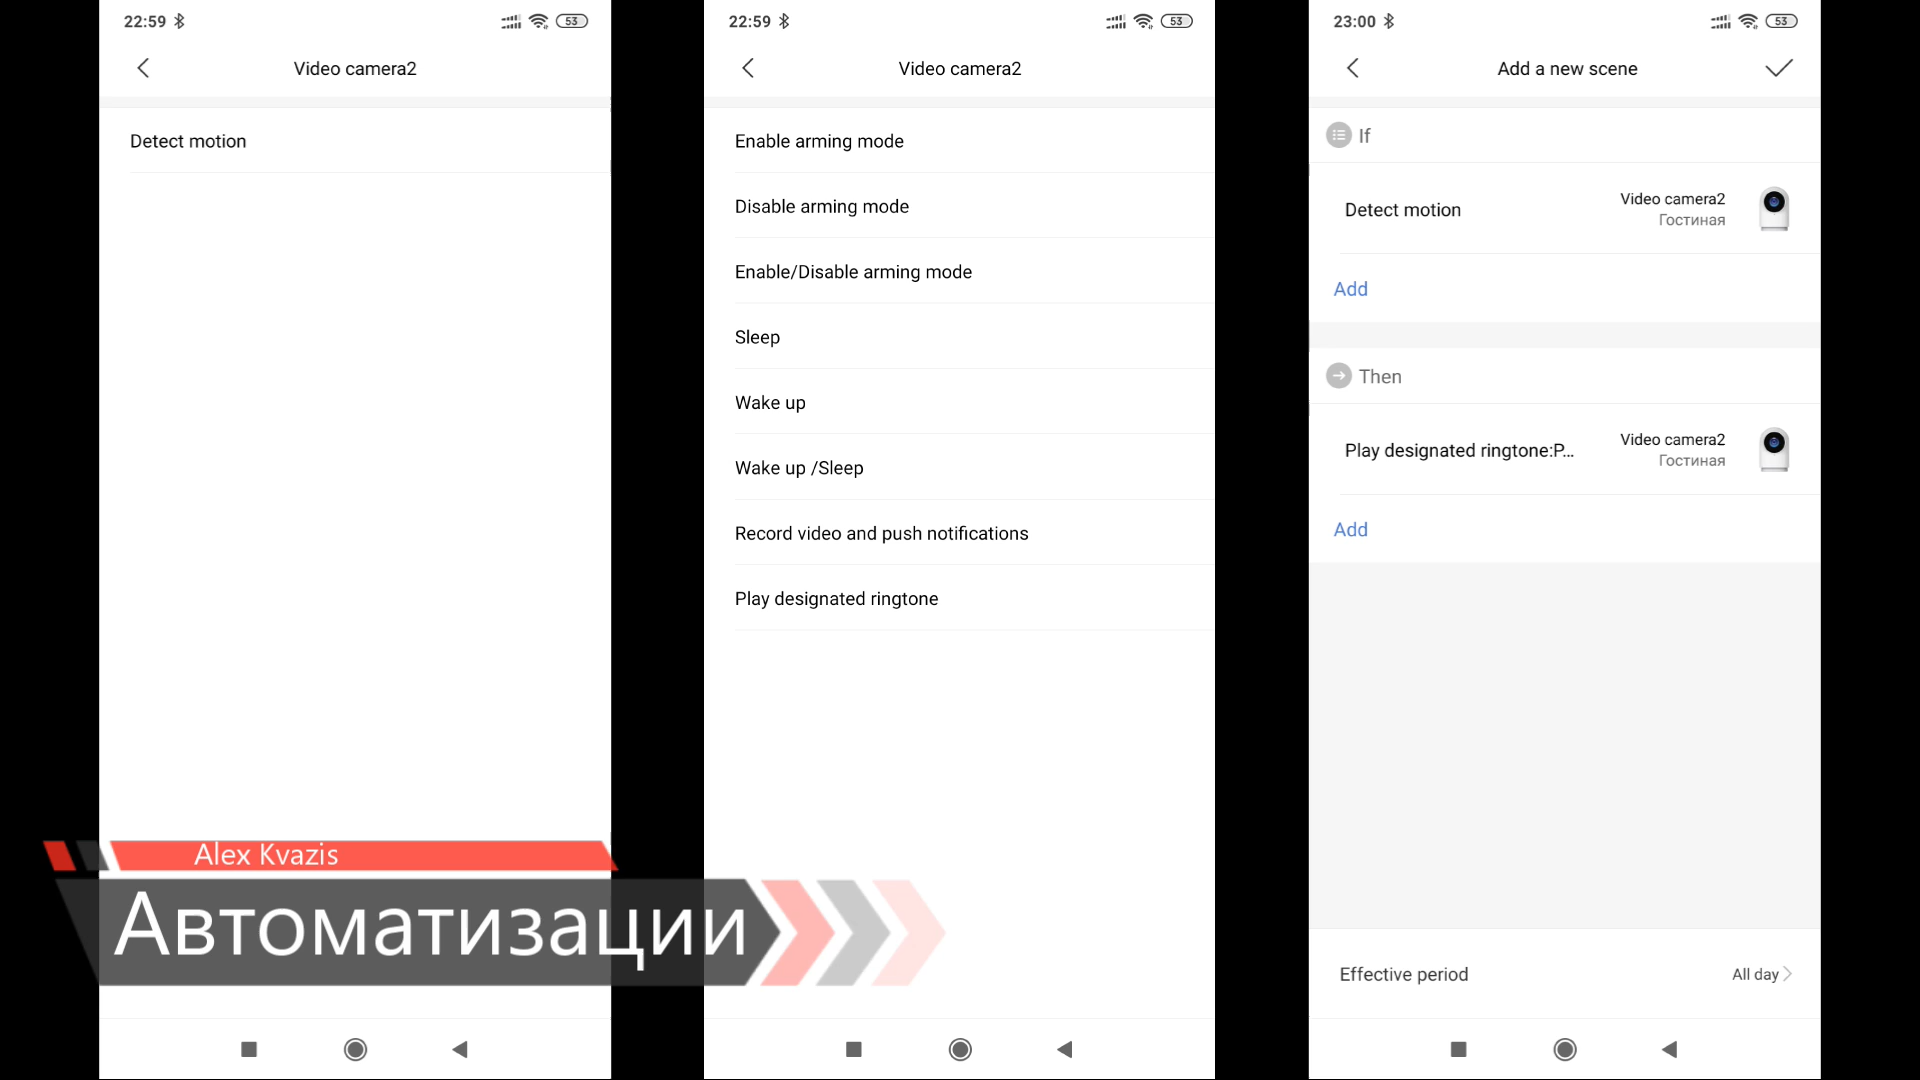 22:59
53
Video camera2
Detect motion
22:59
53
Video camera2
Enable arming mode
Disable arming mode
Enable/Disable arming mode
Sleep
Wake up
Wake up /Sleep
Record video and push notifications
Play designated ringtone
23:00
53
Add a new scene
If
Detect motion
Video camera2
Гостиная
Add
Then
Play designated ringtone:P...
Video camera2
Гостиная
Add
Effective period
All day
Alex Kvazis
Автоматизации